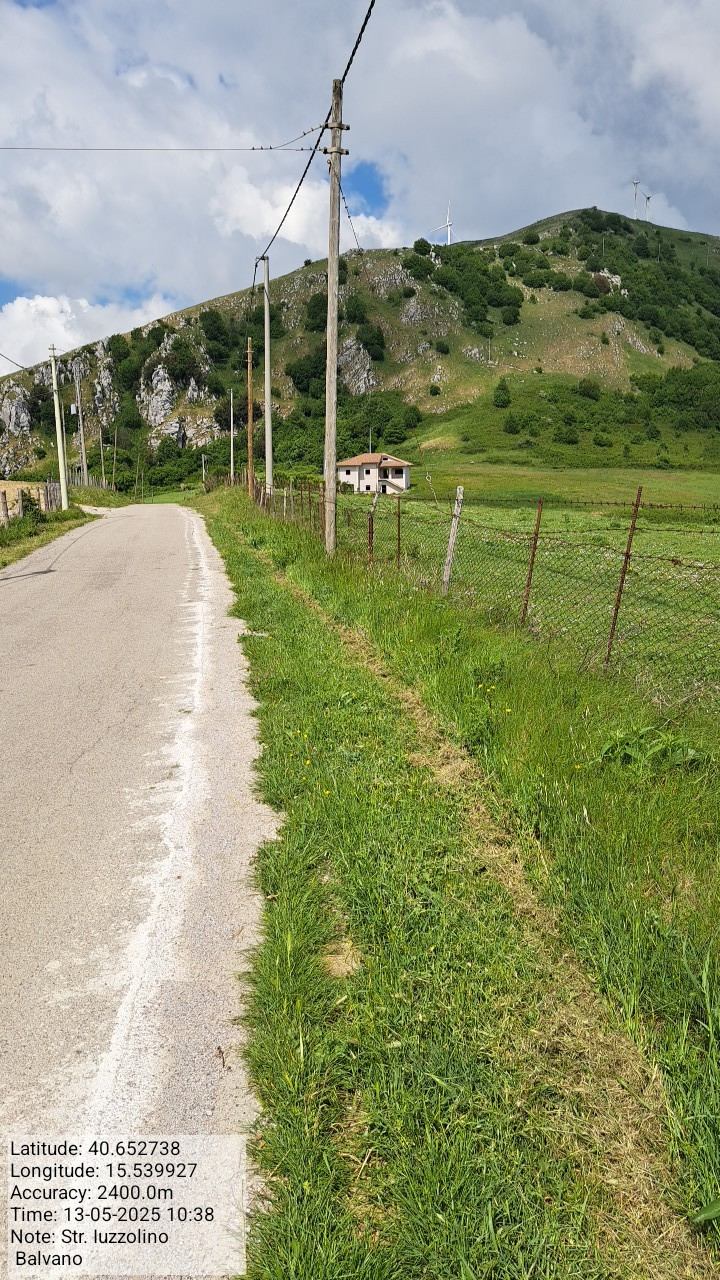 Latitude: 40.652738
Longitude: 15.539927
Accuracy: 2400.0m
Time: 13-05-2025 10:38
Note: Str. Iuzzolino
Balvano